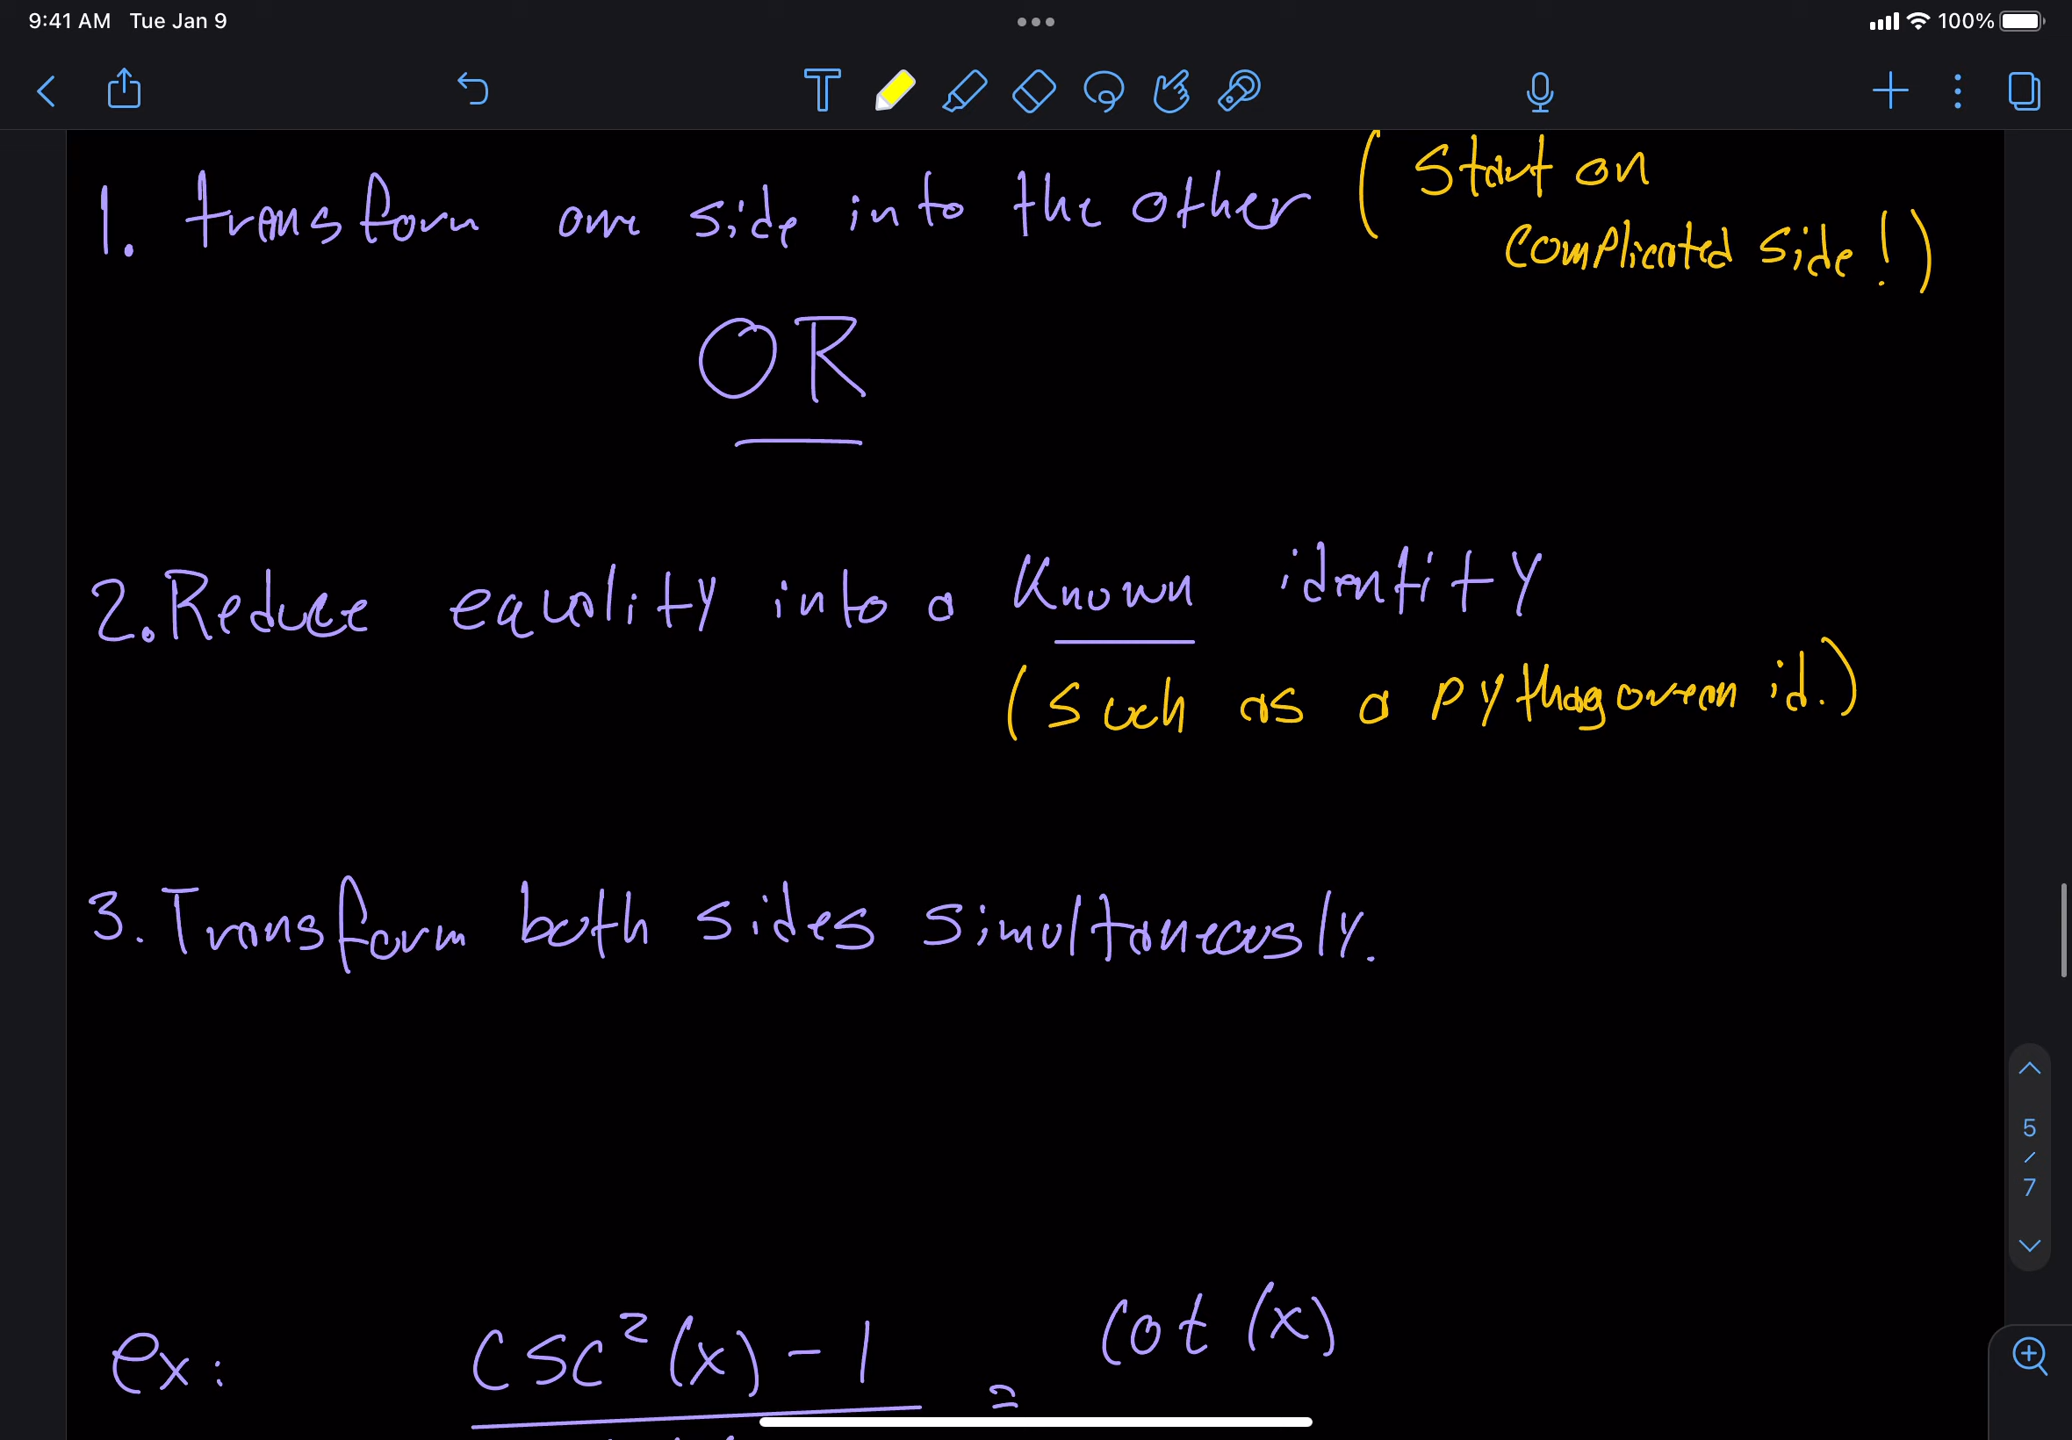 9:41 AM Tue Jan 9
100%
1. transform one side into the other (Start on
complicated side!)
OR
2. Reduce equality into a known identity
(such as a pythagorean id.)
3. Transform both sides simultaneously.
5
/
7
ex: csc²(x) - 1 = cot(x)